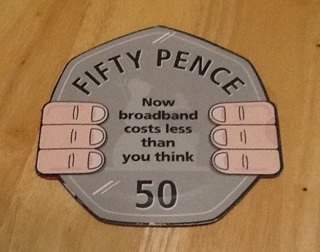 FIFTY PENCE
Now
broadband
costs less
than
you think
50